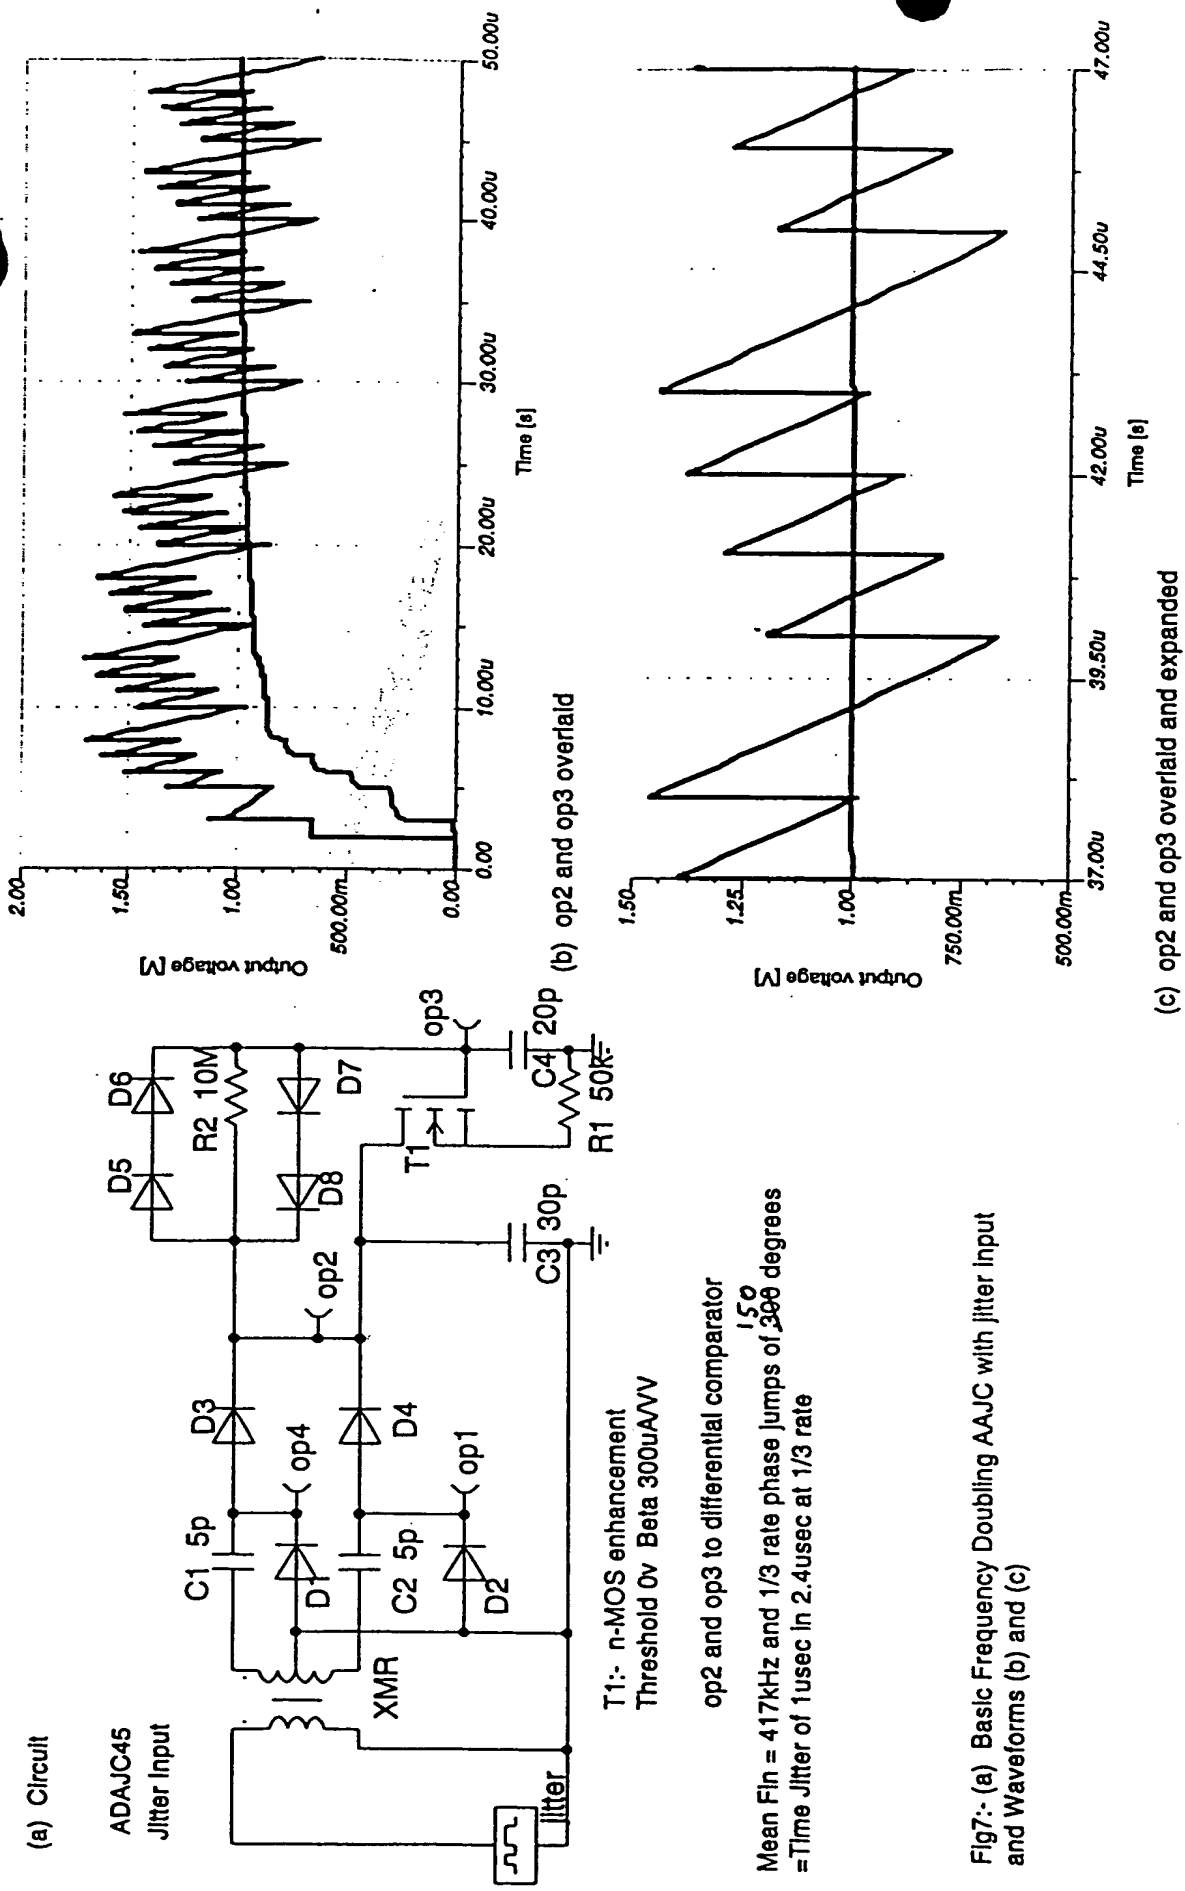 (a) Circuit
ADAJC45
Jitter Input
jitter
XMR
C1 5p
D1
op4
D3
C2 5p
D2
op1
D4
op2
D5
D6
R2 10M
D8
D7
T1
op3
C3 30p
C4 20p
R1 50k
T1:- n-MOS enhancement
Threshold 0v Beta 300uA/VV
op2 and op3 to differential comparator
150
Mean Fin = 417kHz and 1/3 rate phase jumps of 300 degrees
=Time Jitter of 1usec in 2.4usec at 1/3 rate
Fig7:- (a) Basic Frequency Doubling AAJC with jitter input
and Waveforms (b) and (c)
Output voltage [V]
2.00
1.50
1.00
500.00m
0.00
0.00
10.00u
20.00u
30.00u
40.00u
50.00u
Time [s]
(b) op2 and op3 overlaid
Output voltage [V]
1.50
1.25
1.00
750.00m
500.00m
37.00u
39.50u
42.00u
44.50u
47.00u
Time [s]
(c) op2 and op3 overlaid and expanded